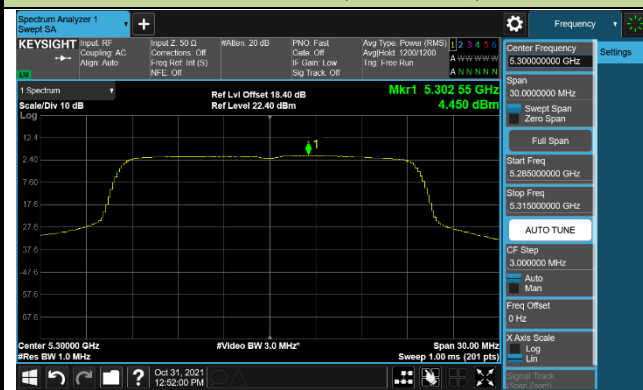 Spectrum Analyzer 1
Swept SA
+
Frequency
KEYSIGHT
Input: RF
Coupling: AC
Align: Auto
Input Z: 50 Ω
Corrections: Off
Freq Ref: Int (S)
NFE: Off
#Atten: 20 dB
PNO: Fast
Gate: Off
IF Gain: Low
Sig Track: Off
Avg Type: Power (RMS)
Avg|Hold: 1200/1200
Trig: Free Run
1 2 3 4 5 6
A W W W W W
A N N N N N
1 Spectrum
Scale/Div 10 dB
Log
Ref Lvl Offset 18.40 dB
Ref Level 22.40 dBm
Mkr1 5.302 55 GHz
4.450 dBm
12.4
2.40
-7.60
-17.6
-27.6
-37.6
-47.6
-57.6
-67.6
1
Center 5.30000 GHz
#Res BW 1.0 MHz
#Video BW 3.0 MHz*
Span 30.00 MHz
Sweep 1.00 ms (201 pts)
?
Oct 31, 2021
12:52:00 PM
Center Frequency
5.300000000 GHz
Span
30.0000000 MHz
Swept Span
Zero Span
Full Span
Start Freq
5.285000000 GHz
Stop Freq
5.315000000 GHz
AUTO TUNE
CF Step
3.000000 MHz
Auto
Man
Freq Offset
0 Hz
X Axis Scale
Log
Lin
Signal Track
(Span Zoom)
Settings